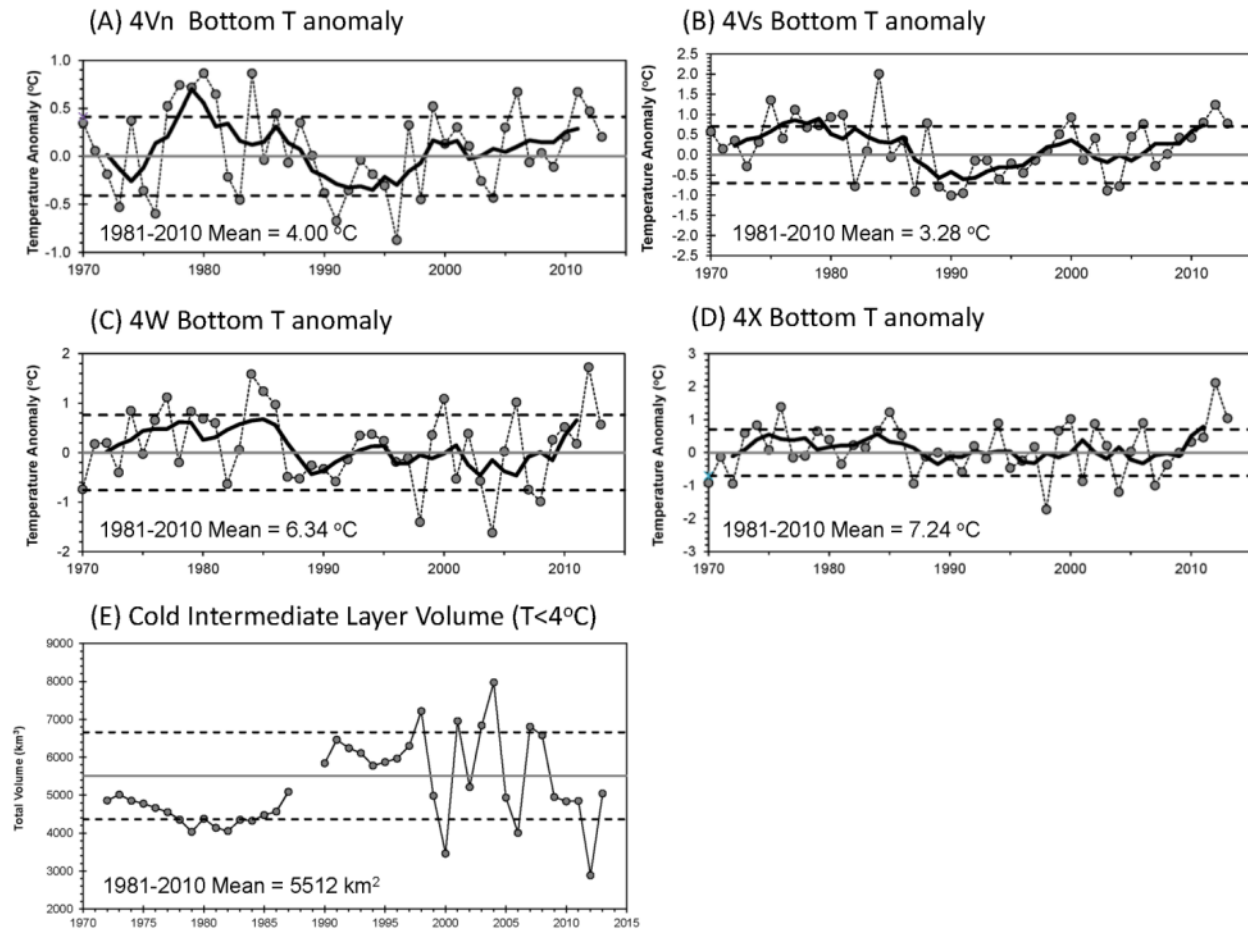 (A) 4Vn Bottom T anomaly
Temperature Anomaly (°C)
1.0
0.5
0.0
-0.5
-1.0
1981-2010 Mean = 4.00 °C
1970 1980 1990 2000 2010
(B) 4Vs Bottom T anomaly
Temperature Anomaly (°C)
2.5
2.0
1.5
1.0
0.5
0.0
-0.5
-1.0
-1.5
-2.0
-2.5
1981-2010 Mean = 3.28 °C
1970 1980 1990 2000 2010
(C) 4W Bottom T anomaly
Temperature Anomaly (°C)
2
1
0
-1
-2
1981-2010 Mean = 6.34 °C
1970 1980 1990 2000 2010
(D) 4X Bottom T anomaly
Temperature Anomaly (°C)
3
2
1
0
-1
-2
-3
1981-2010 Mean = 7.24 °C
1970 1980 1990 2000 2010
(E) Cold Intermediate Layer Volume (T<4°C)
Total Volume (km³)
9000
8000
7000
6000
5000
4000
3000
2000
1981-2010 Mean = 5512 km²
1970 1975 1980 1985 1990 1995 2000 2005 2010 2015